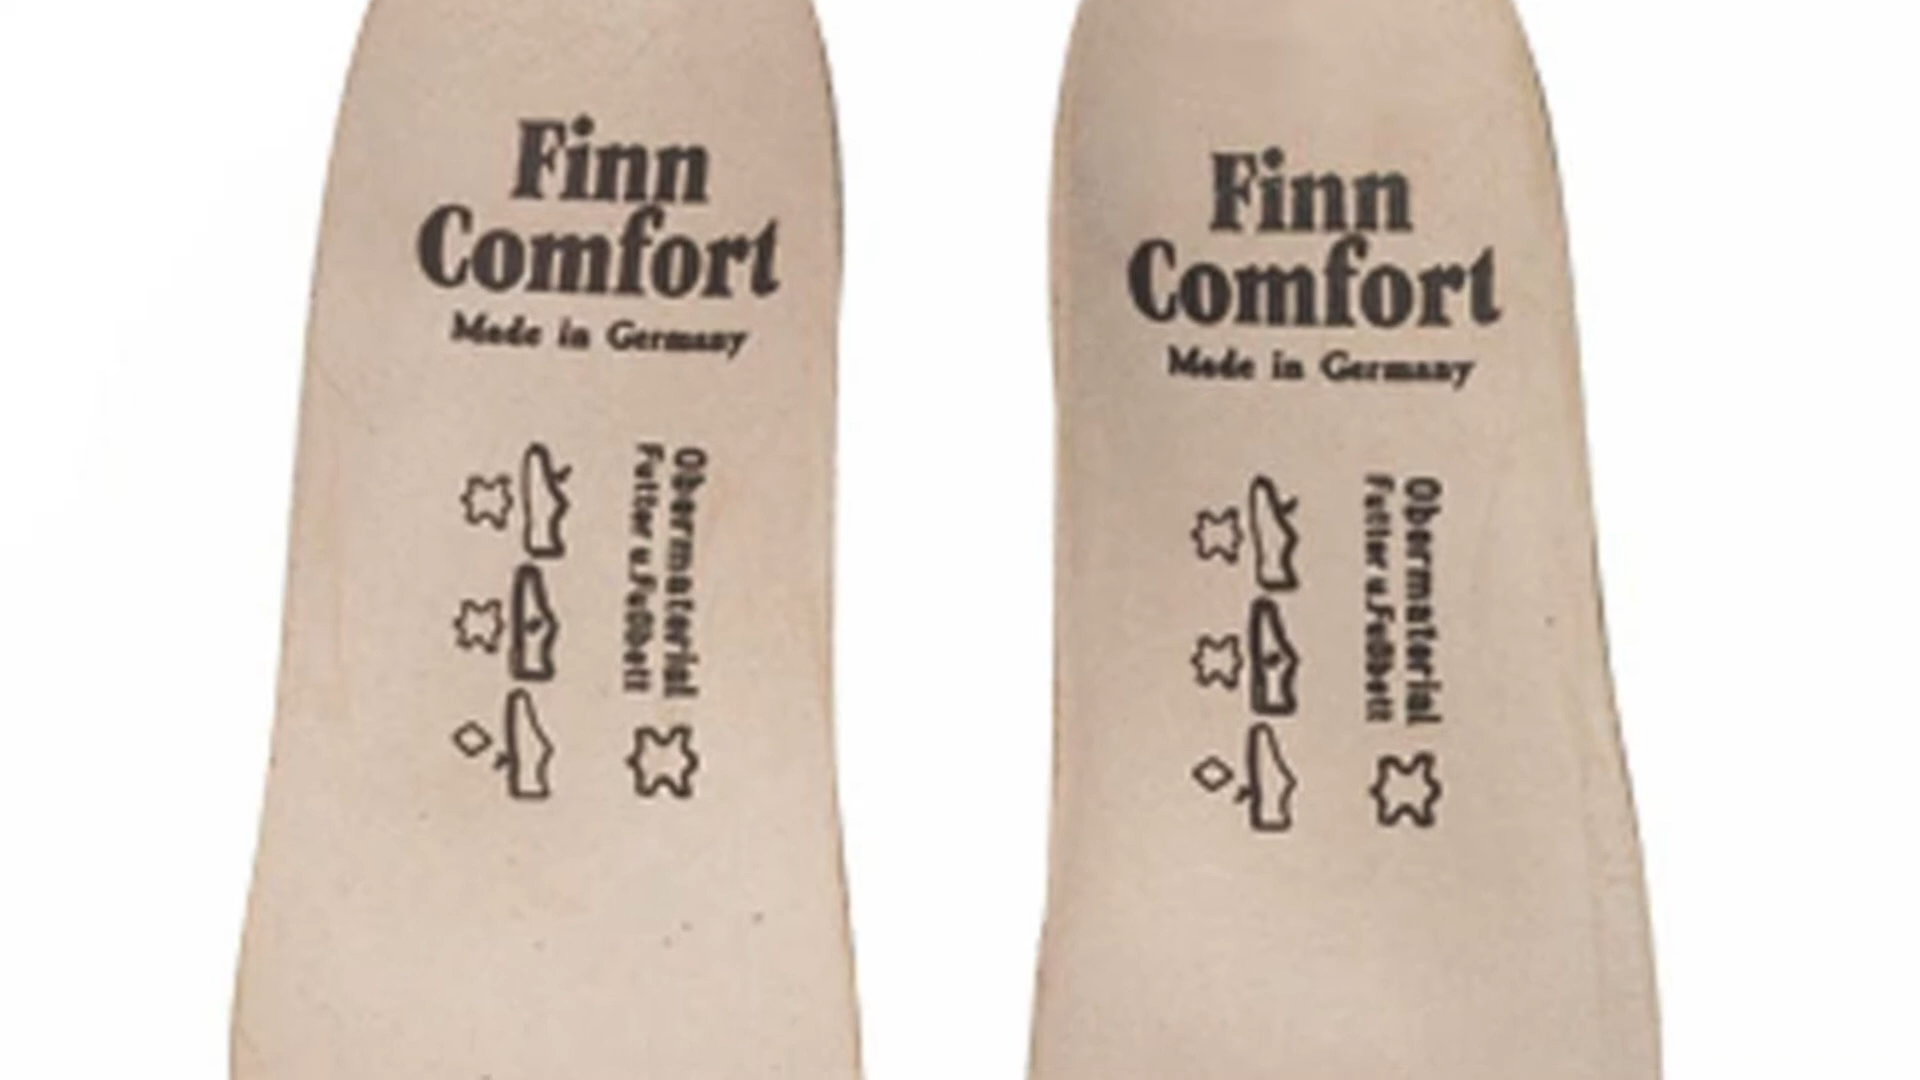 Finn
Comfort
Made in Germany
Obermaterial
Futter u.Fußbett
Finn
Comfort
Made in Germany
Obermaterial
Futter u.Fußbett